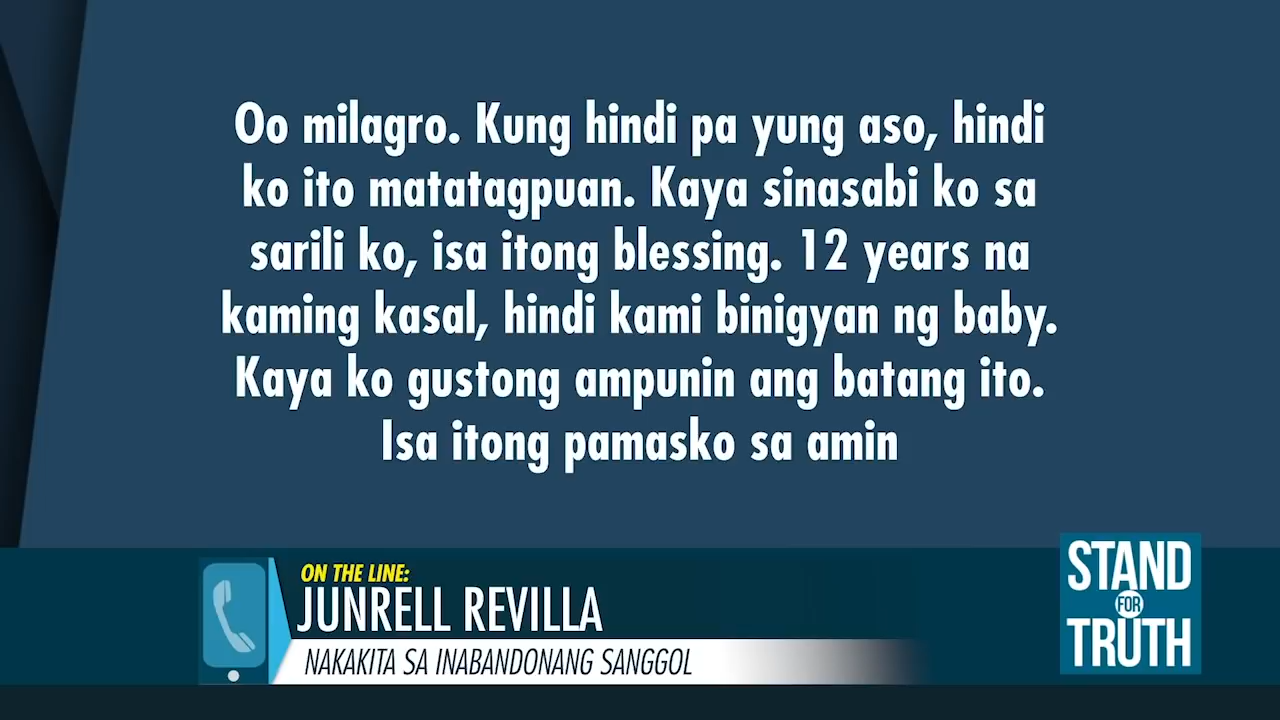 Oo milagro. Kung hindi pa yung aso, hindi
ko ito matatagpuan. Kaya sinasabi ko sa
sarili ko, isa itong blessing. 12 years na
kaming kasal, hindi kami binigyan ng baby.
Kaya ko gustong ampunin ang batang ito.
Isa itong pamasko sa amin
ON THE LINE:
JUNRELL REVILLA
NAKAKITA SA INABANDONANG SANGGOL
STAND
FOR
TRUTH